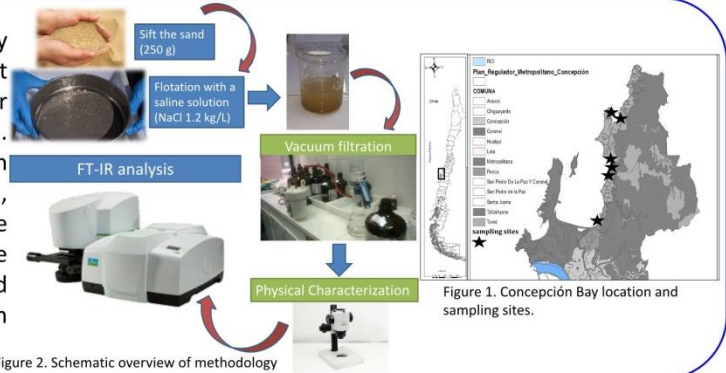 y
t
r
.
n
,
e
e
d
n
Sift the sand
(250 g)
Flotation with a
saline solution
(NaCl 1.2 kg/L)
Vacuum filtration
FT-IR analysis
Physical Characterization
Figure 2. Schematic overview of methodology
RIO
Plan_Regulador_Metropolitano_Concepción
COMUNA
Arauco
Chiguayante
Concepción
Coronel
Hualqui
Lota
Metropolitana
Penco
San Pedro De La Paz Y Coronel
San Pedro de la Paz
Santa Juana
Talcahuano
Tomé
sampling sites
Figure 1. Concepción Bay location and
sampling sites.